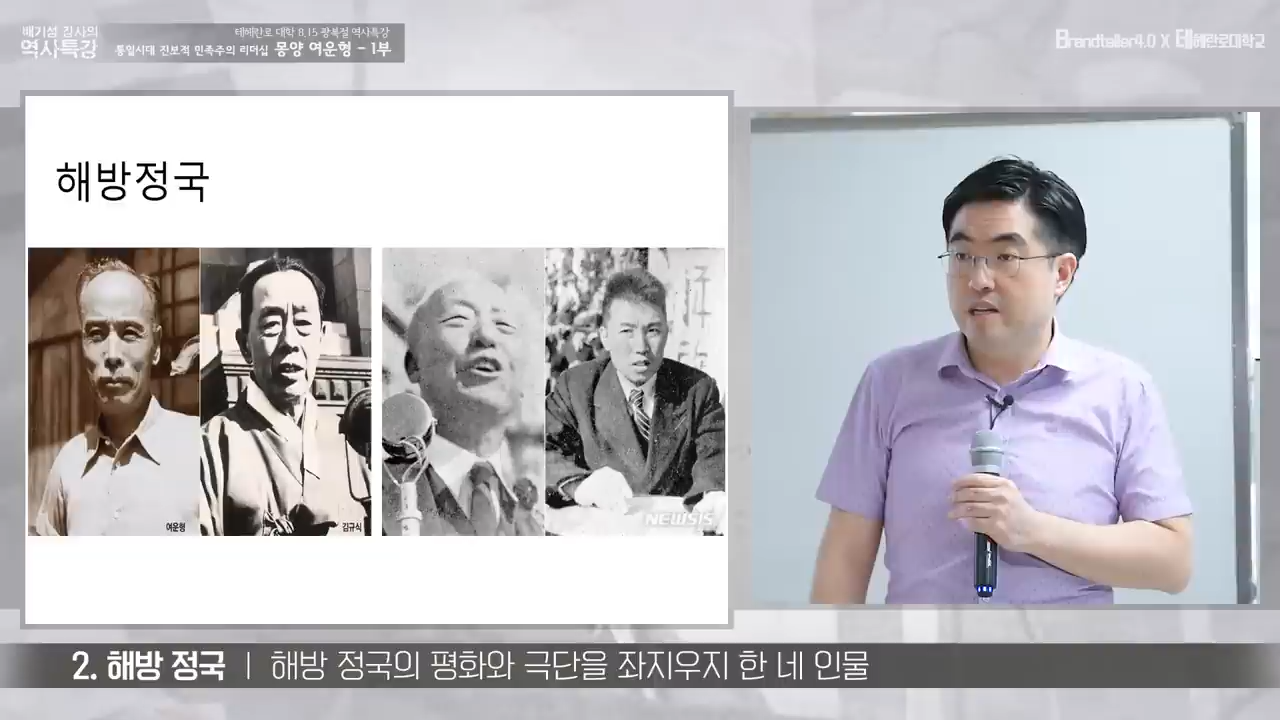 배기성 강사의
역사특강
테헤란로 대학 8.15 광복절 역사특강
통일시대 진보적 민족주의 리더십 몽양 여운형 - 1부
Brandteller4.0 X 테헤란로대학교
해방정국
여운형
김규식
NEWSIS
2. 해방 정국 | 해방 정국의 평화와 극단을 좌지우지 한 네 인물